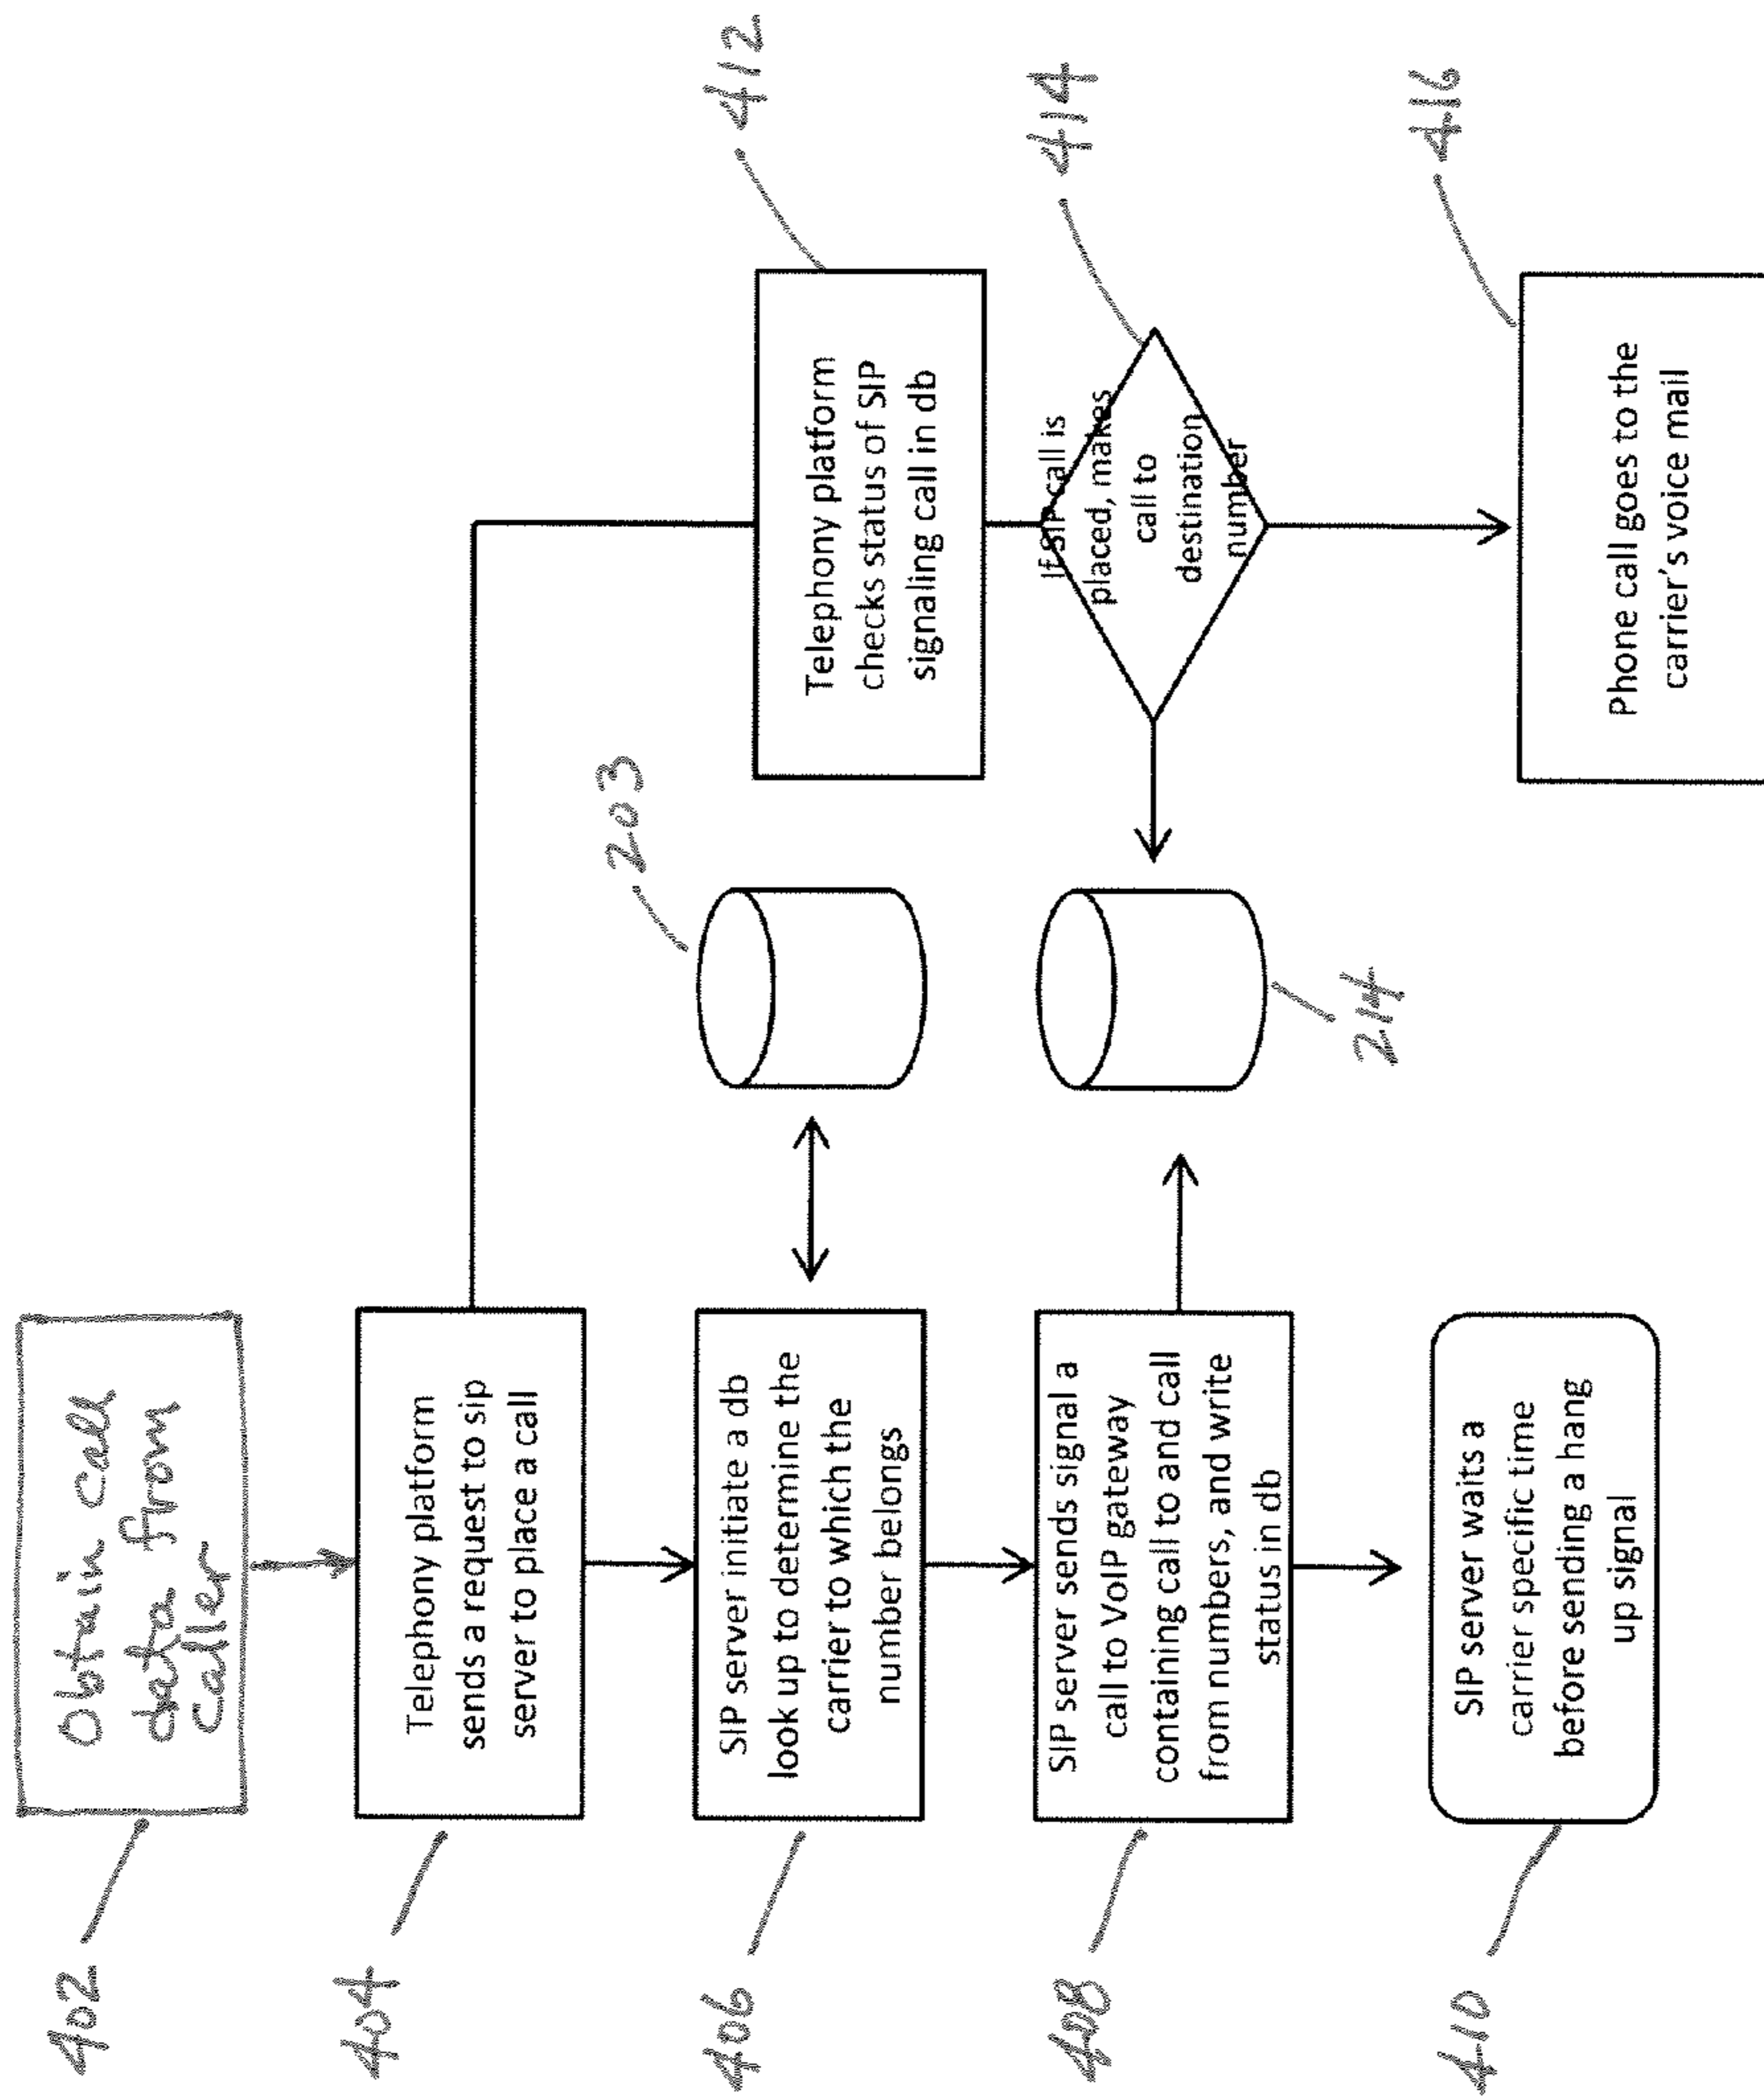 402
Obtain call
data from
caller
404
Telephony platform
sends a request to sip
server to place a call
406
SIP server initiate a db
look up to determine the
carrier to which the
number belongs
203
408
SIP server sends signal a
call to VoIP gateway
containing call to and call
from numbers, and write
status in db
214
410
SIP server waits a
carrier specific time
before sending a hang
up signal
412
Telephony platform
checks status of SIP
signaling call in db
414
If SIP call is
placed, makes
call to
destination
number
416
Phone call goes to the
carrier's voice mail